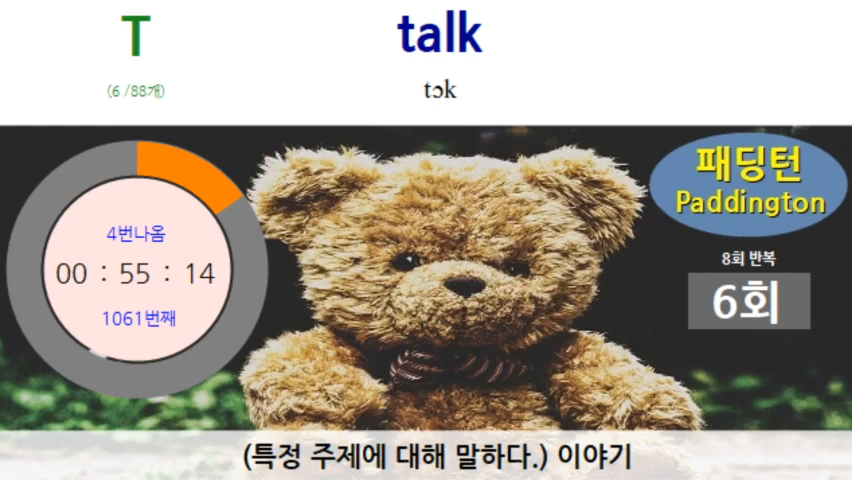 T
talk
(6 /88개)
tɔk
패딩턴
Paddington
4번나옴
00 : 55 : 14
1061번째
8회 반복
6회
(특정 주제에 대해 말하다.) 이야기